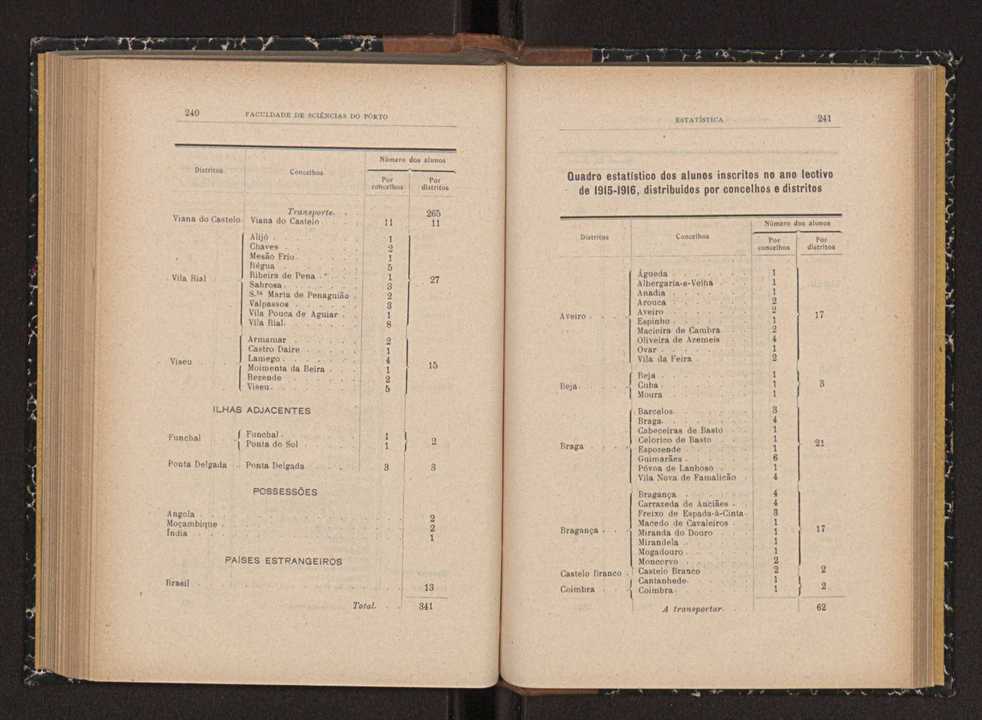 240 FACULDADE DE SCIÊNCIAS DO PÔRTO
Distritos Concelhos Número dos alunos
Por concelhos Por distritos
Transporte. . 265
Viana do Castelo Viana do Castelo 11 11
Alijó 1
Chaves 2
Mesão Frio 1
Régua 5
Vila Rial Ribeira de Pena 1 27
Sabrosa 3
S.ta Maria de Penaguião 2
Valpassos 3
Vila Pouca de Aguiar 1
Vila Rial 8
Armamar 2
Castro Daire 1
Viseu Lamego 4 15
Moimenta da Beira 1
Rezende 2
Viseu 5
ILHAS ADJACENTES
Funchal Funchal 1 2
Ponta do Sol 1
Ponta Delgada Ponta Delgada 3 3
POSSESSÕES
Angola 2
Moçambique 2
Índia 1
PAÍSES ESTRANGEIROS
Brasil 13
Total. 341
ESTATÍSTICA 241
Quadro estatístico dos alunos inscritos no ano lectivo
de 1915-1916, distribuidos por concelhos e distritos
Distritos Concelhos Número dos alunos
Por concelhos Por distritos
Águeda 1
Albergaria-e-Velha 1
Anadia 1
Arouca 2
Aveiro Aveiro 2 17
Espinho 1
Macieira de Cambra 2
Oliveira de Azemeis 4
Ovar 1
Vila da Feira 2
Beja 1
Beja Cuba 1 3
Moura 1
Barcelos 3
Braga 4
Cabeceiras de Basto 1
Celorico de Basto 1
Braga Espozende 1 21
Guimarães 6
Póvoa de Lanhoso 1
Vila Nova de Famalicão 4
Bragança 4
Carrazeda de Anciães 4
Freixo de Espada-à-Cinta 3
Macedo de Cavaleiros 1
Bragança Miranda do Douro 1 17
Mirandela 1
Mogadouro 1
Moncorvo 2
Castelo Branco Castelo Branco 2 2
Cantanhede 1
Coimbra Coimbra 1 2
A transportar. 62